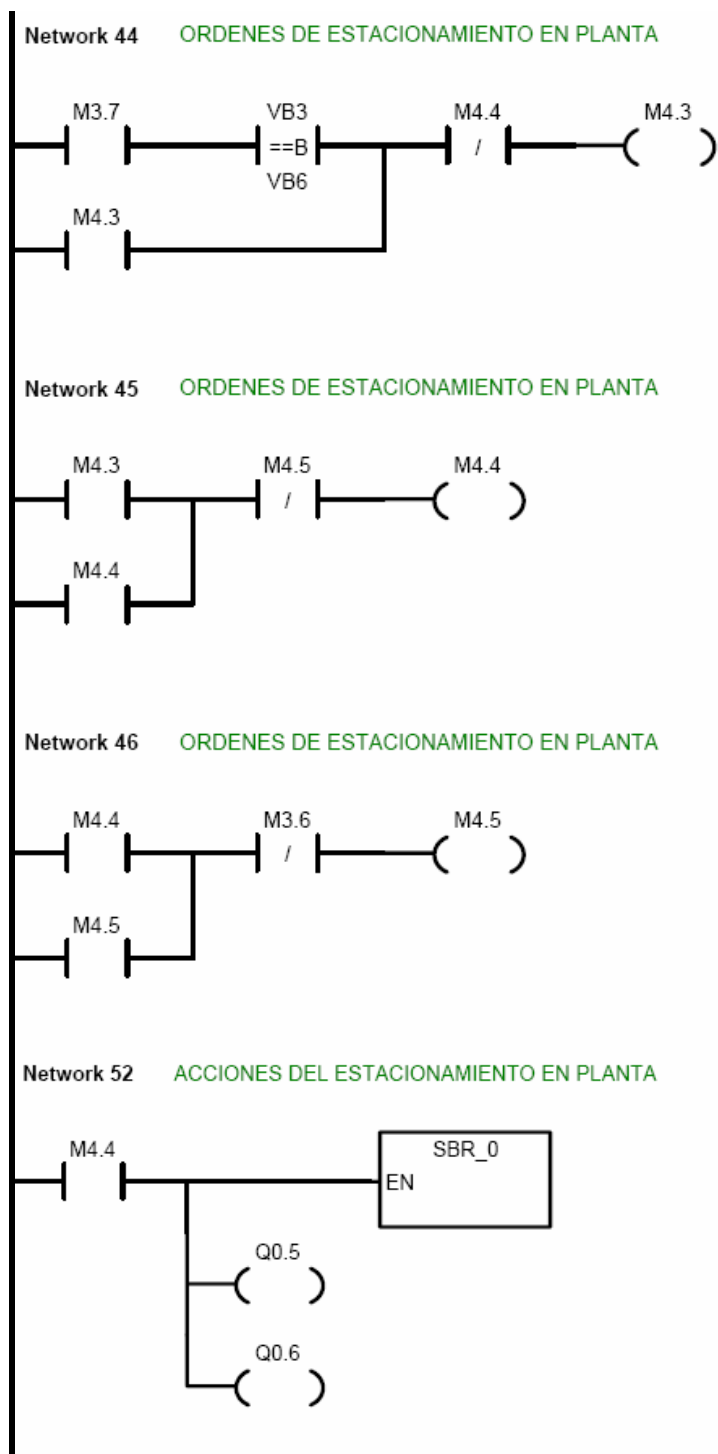 Network 44 ORDENES DE ESTACIONAMIENTO EN PLANTA
M3.7 VB3 M4.4 M4.3
==B /
VB6
M4.3
Network 45 ORDENES DE ESTACIONAMIENTO EN PLANTA
M4.3 M4.5 M4.4
/
M4.4
Network 46 ORDENES DE ESTACIONAMIENTO EN PLANTA
M4.4 M3.6 M4.5
/
M4.5
Network 52 ACCIONES DEL ESTACIONAMIENTO EN PLANTA
M4.4 SBR_0
EN
Q0.5
Q0.6